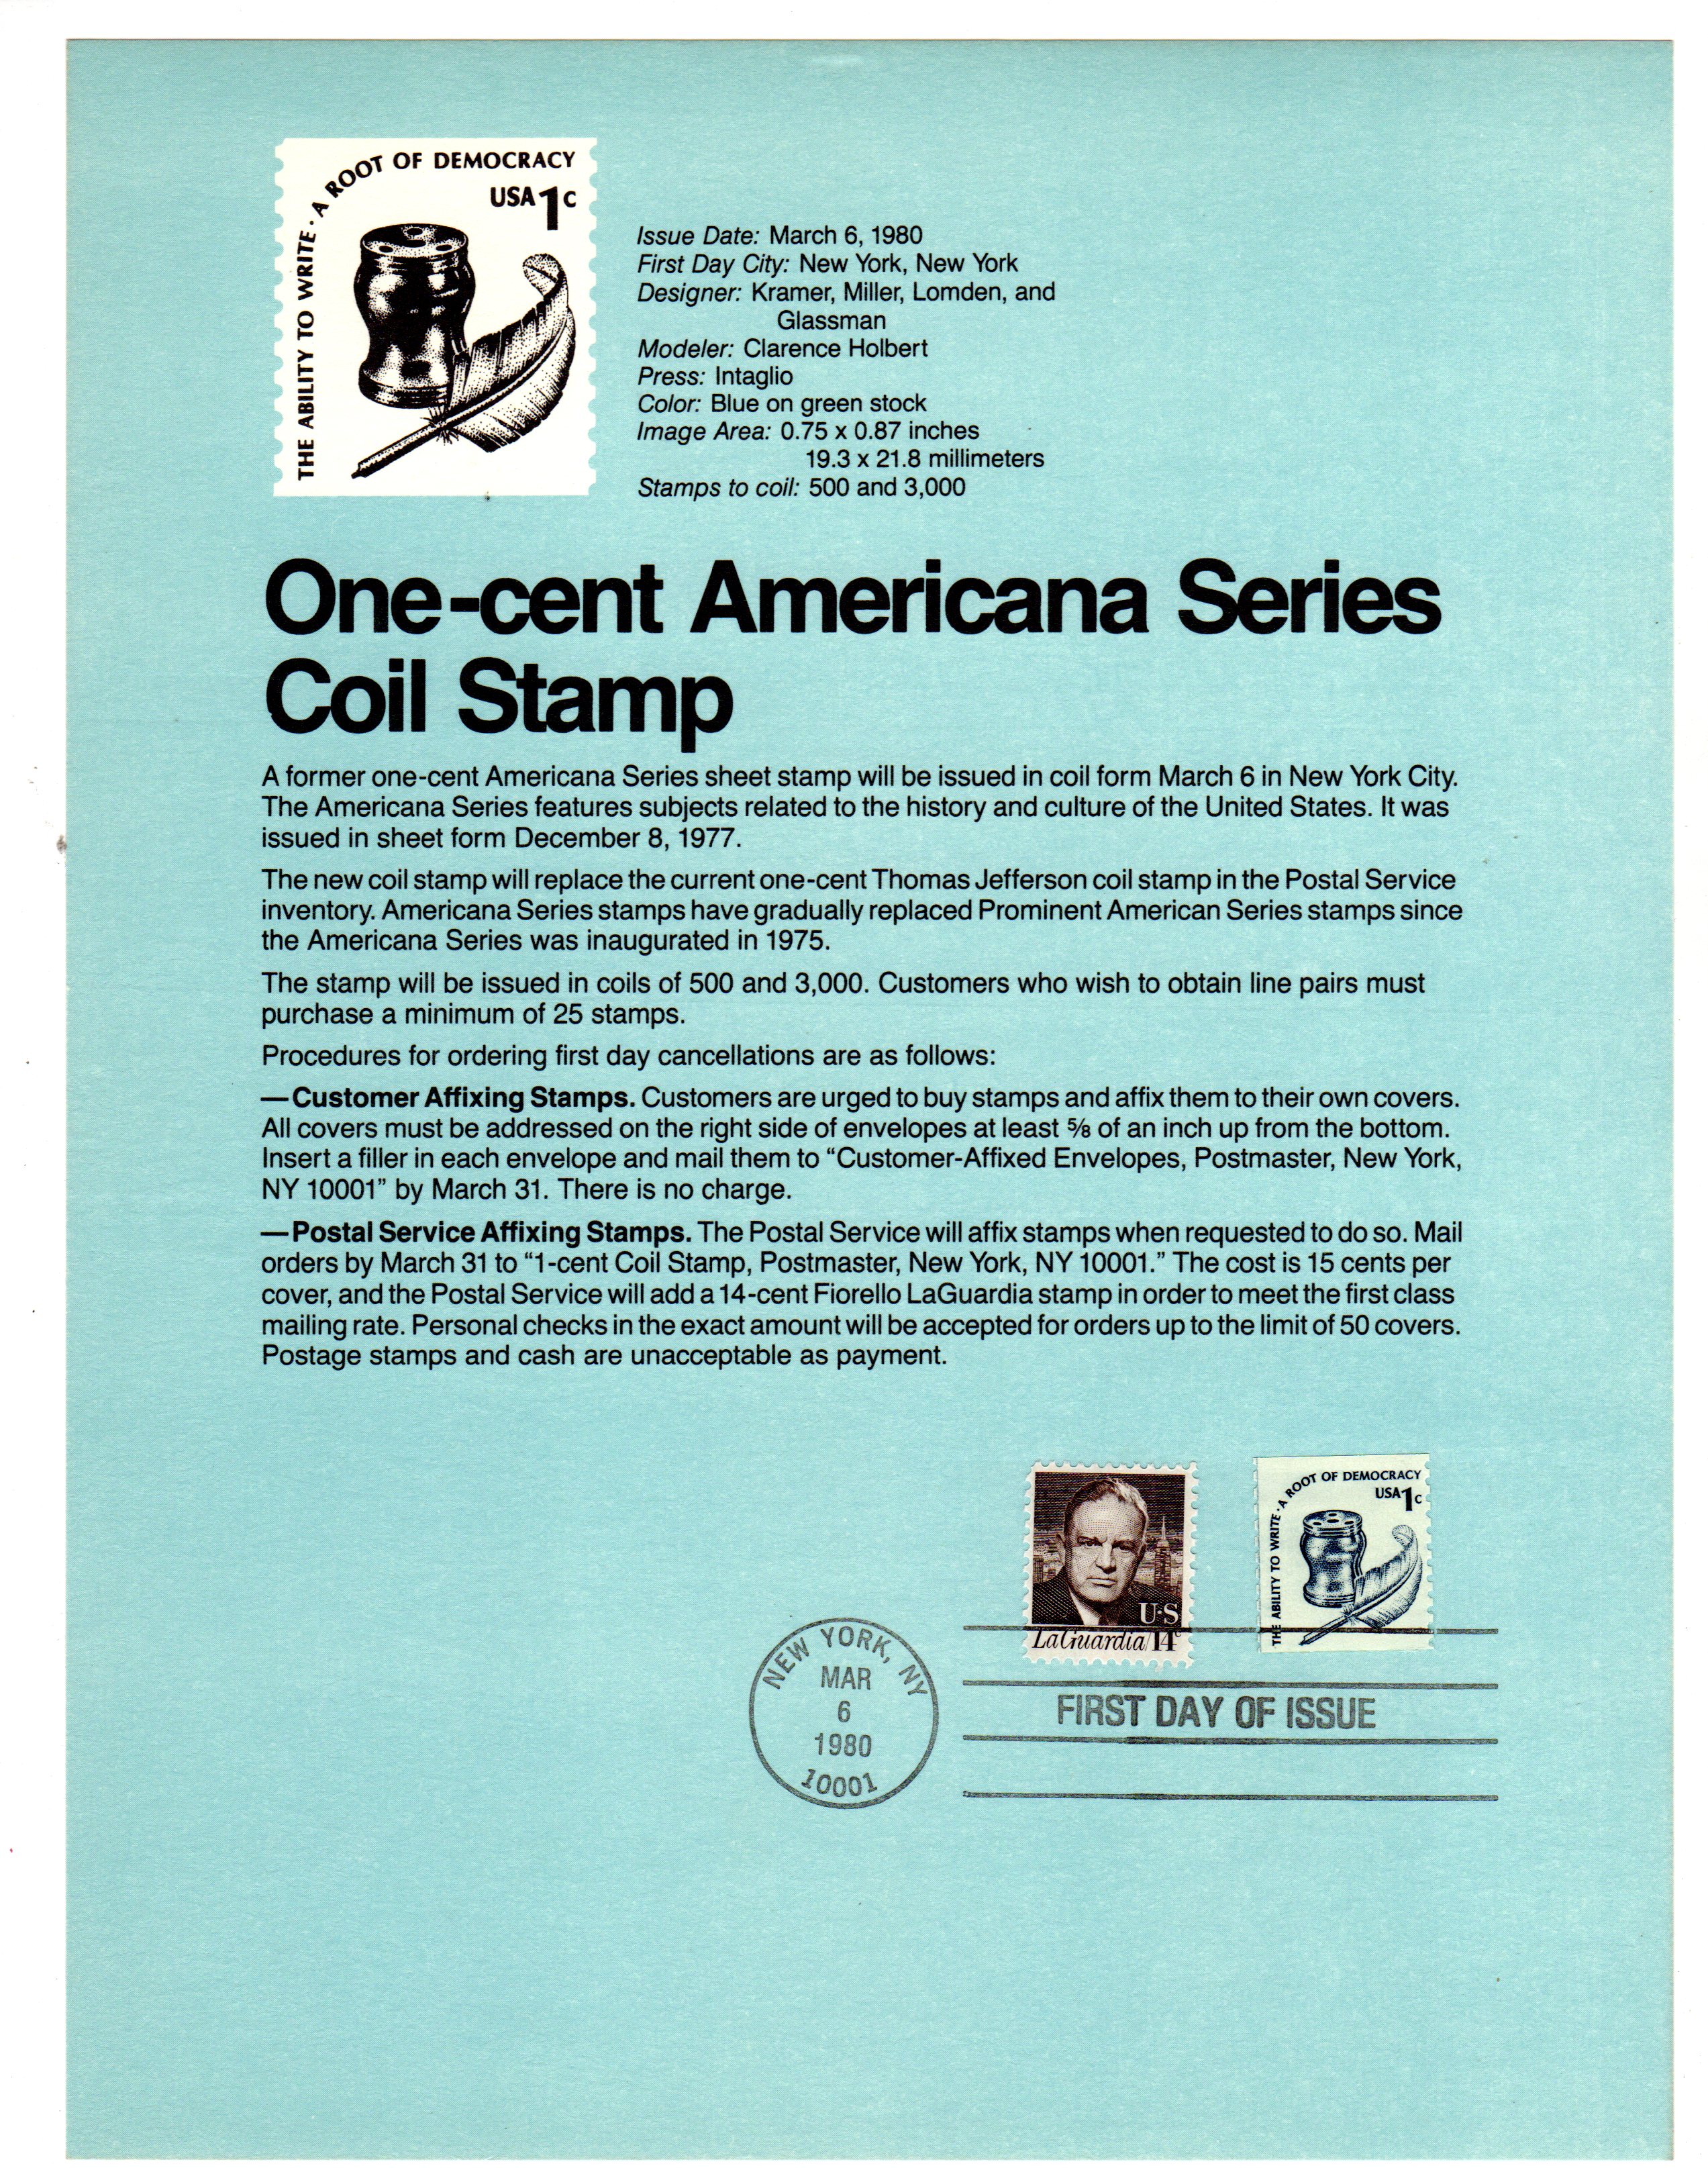 THE ABILITY TO WRITE · A ROOT OF DEMOCRACY
USA 1c
Issue Date: March 6, 1980
First Day City: New York, New York
Designer: Kramer, Miller, Lomden, and
Glassman
Modeler: Clarence Holbert
Press: Intaglio
Color: Blue on green stock
Image Area: 0.75 x 0.87 inches
19.3 x 21.8 millimeters
Stamps to coil: 500 and 3,000
One-cent Americana Series
Coil Stamp
A former one-cent Americana Series sheet stamp will be issued in coil form March 6 in New York City.
The Americana Series features subjects related to the history and culture of the United States. It was
issued in sheet form December 8, 1977.
The new coil stamp will replace the current one-cent Thomas Jefferson coil stamp in the Postal Service
inventory. Americana Series stamps have gradually replaced Prominent American Series stamps since
the Americana Series was inaugurated in 1975.
The stamp will be issued in coils of 500 and 3,000. Customers who wish to obtain line pairs must
purchase a minimum of 25 stamps.
Procedures for ordering first day cancellations are as follows:
—Customer Affixing Stamps. Customers are urged to buy stamps and affix them to their own covers.
All covers must be addressed on the right side of envelopes at least ⅝ of an inch up from the bottom.
Insert a filler in each envelope and mail them to “Customer-Affixed Envelopes, Postmaster, New York,
NY 10001” by March 31. There is no charge.
—Postal Service Affixing Stamps. The Postal Service will affix stamps when requested to do so. Mail
orders by March 31 to “1-cent Coil Stamp, Postmaster, New York, NY 10001.” The cost is 15 cents per
cover, and the Postal Service will add a 14-cent Fiorello LaGuardia stamp in order to meet the first class
mailing rate. Personal checks in the exact amount will be accepted for orders up to the limit of 50 covers.
Postage stamps and cash are unacceptable as payment.
U·S
LaGuardia 14c
THE ABILITY TO WRITE · A ROOT OF DEMOCRACY
USA 1c
NEW YORK, NY
MAR
6
1980
10001
FIRST DAY OF ISSUE